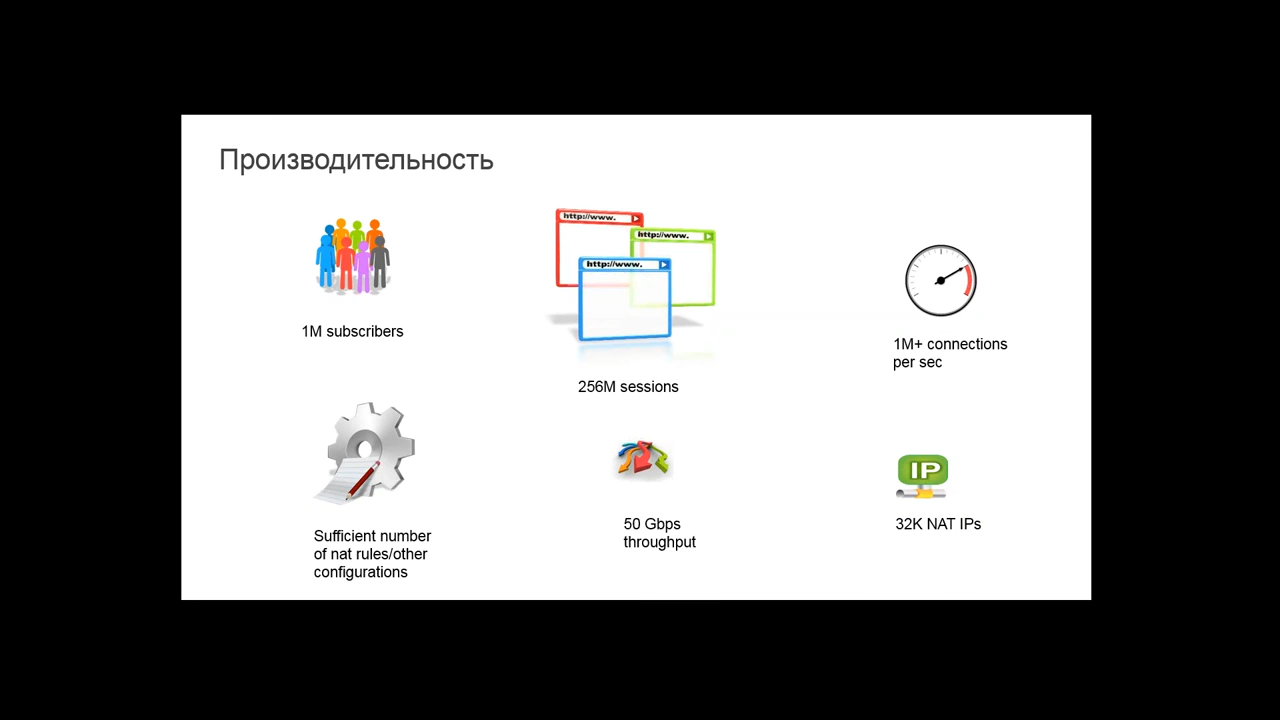 Производительность
http://www.
http://www.
http://www.
1M subscribers
256M sessions
1M+ connections
per sec
IP
Sufficient number
of nat rules/other
configurations
50 Gbps
throughput
32K NAT IPs